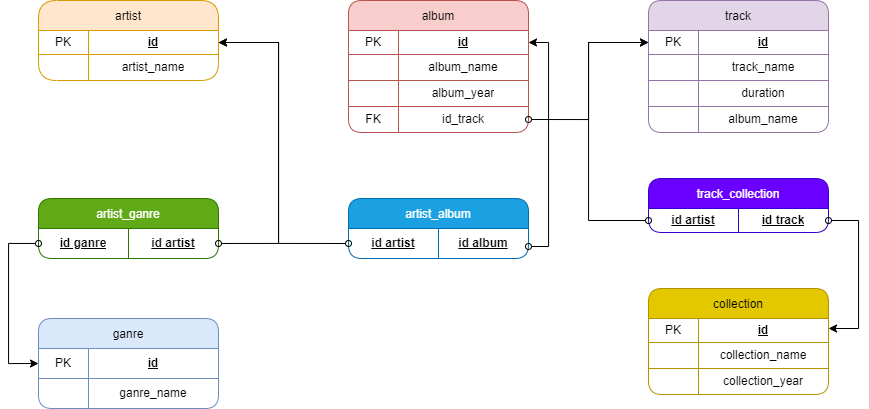 artist
PK id
artist_name
album
PK id
album_name
album_year
FK id_track
track
PK id
track_name
duration
album_name
artist_ganre
id ganre id artist
artist_album
id artist id album
track_collection
id artist id track
ganre
PK id
ganre_name
collection
PK id
collection_name
collection_year